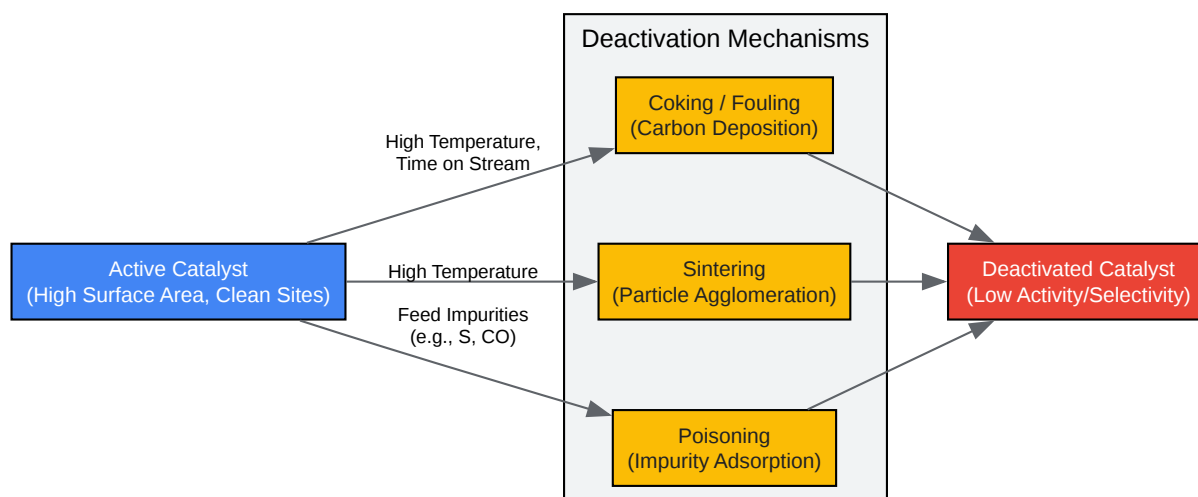 Deactivation Mechanisms
Coking / Fouling
(Carbon Deposition)
High Temperature,
Time on Stream
Active Catalyst
(High Surface Area, Clean Sites)
High Temperature
Sintering
(Particle Agglomeration)
Deactivated Catalyst
(Low Activity/Selectivity)
Feed Impurities
(e.g., S, CO)
Poisoning
(Impurity Adsorption)